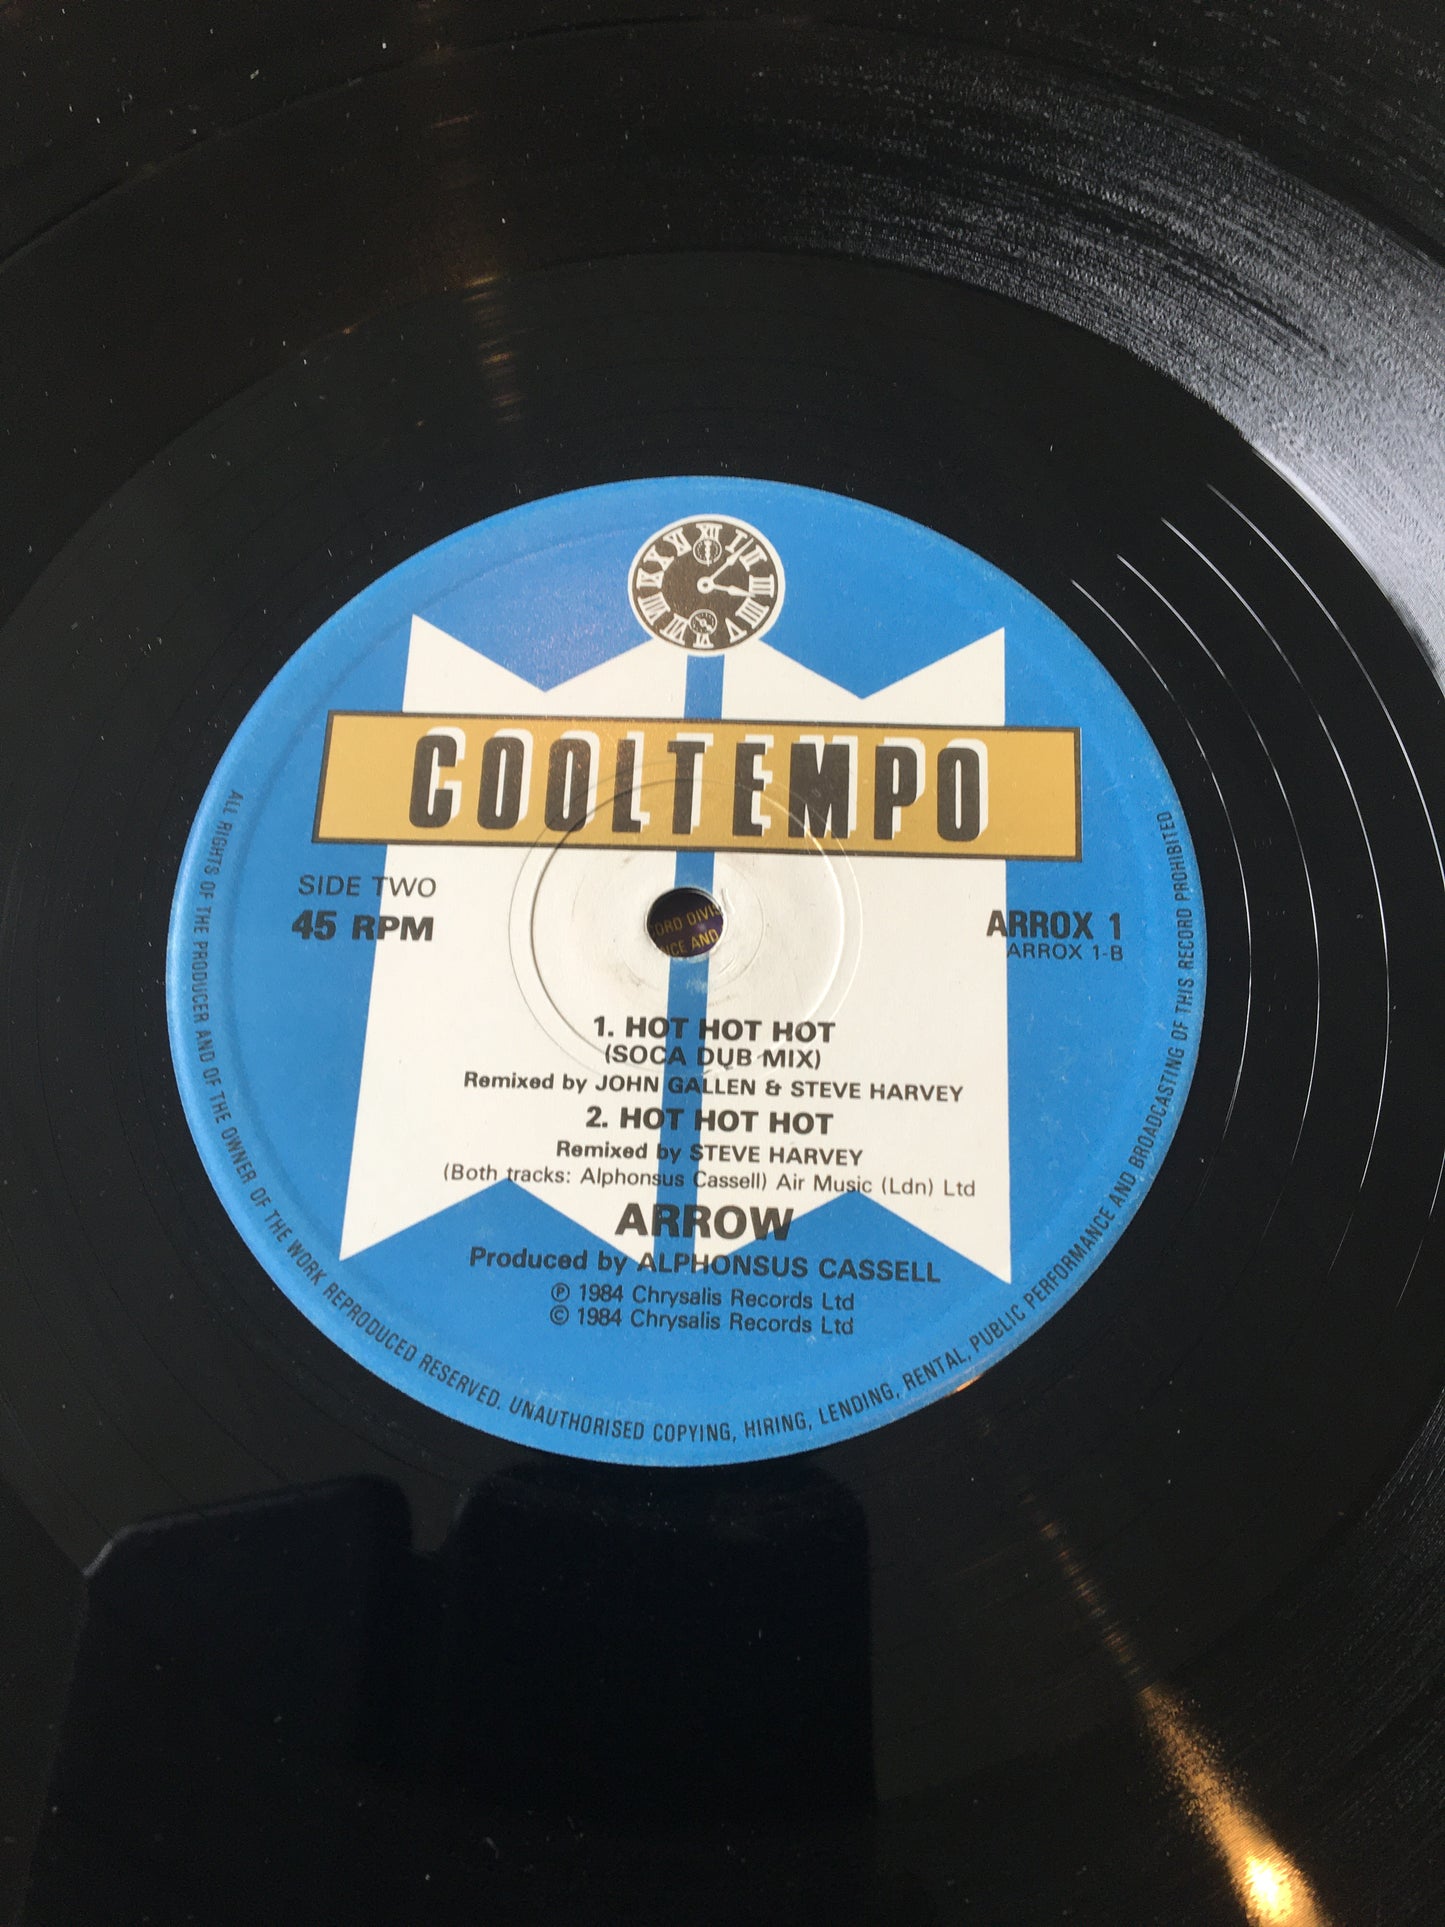 COOLTEMPO
SIDE TWO
45 RPM
ARROX 1
ARROX 1-B
1. HOT HOT HOT
(SOCA DUB MIX)
Remixed by JOHN GALLEN & STEVE HARVEY
2. HOT HOT HOT
Remixed by STEVE HARVEY
(Both tracks: Alphonsus Cassell) Air Music (Ldn) Ltd
ARROW
Produced by ALPHONSUS CASSELL
℗ 1984 Chrysalis Records Ltd
© 1984 Chrysalis Records Ltd
ALL RIGHTS OF THE PRODUCER AND OF THE OWNER OF THE WORK REPRODUCED RESERVED. UNAUTHORISED COPYING, HIRING, LENDING, RENTAL, PUBLIC PERFORMANCE AND BROADCASTING OF THIS RECORD PROHIBITED